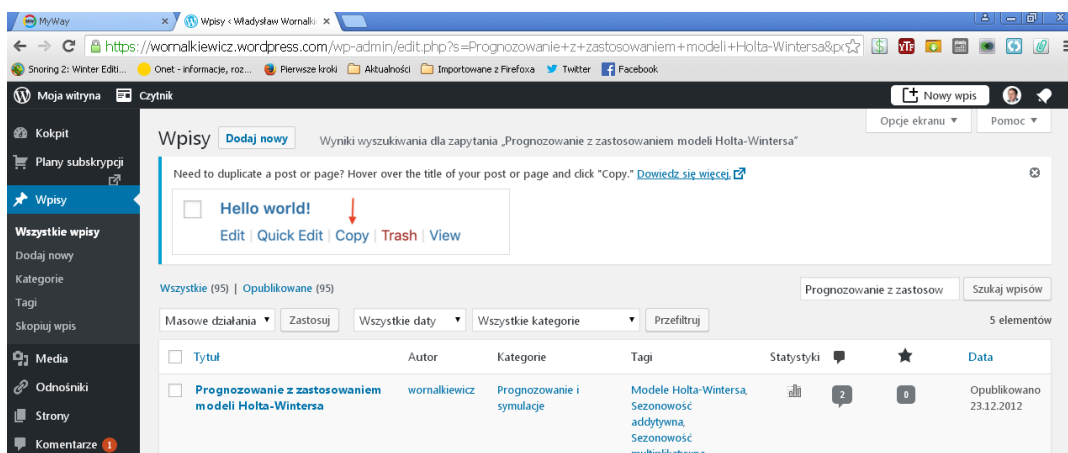 MyWay
Wpisy < Władysław Wornalki
https://wornalkiewicz.wordpress.com/wp-admin/edit.php?s=Prognozowanie+z+zastosowaniem+modeli+Holta-Wintersa&po
Snoring 2: Winter Editi... Onet - informacje, roz... Pierwsze kroki Aktualności Importowane z Firefoxa Twitter Facebook
Moja witryna Czytnik Nowy wpis
Opcje ekranu Pomoc
Kokpit
Plany subskrypcji
Wpisy
Wszystkie wpisy
Dodaj nowy
Kategorie
Tagi
Skopiuj wpis
Media
Odnośniki
Strony
Komentarze 1
Wpisy Dodaj nowy Wyniki wyszukiwania dla zapytania „Prognozowanie z zastosowaniem modeli Holta-Wintersa”
Need to duplicate a post or page? Hover over the title of your post or page and click "Copy." Dowiedz się więcej.
Hello world!
Edit | Quick Edit | Copy | Trash | View
Wszystkie (95) | Opublikowane (95)
Prognozowanie z zastosow Szukaj wpisów
Masowe działania Zastosuj Wszystkie daty Wszystkie kategorie Przefiltruj 5 elementów
Tytuł Autor Kategorie Tagi Statystyki Data
Prognozowanie z zastosowaniem
modeli Holta-Wintersa
wornalkiewicz
Prognozowanie i
symulacje
Modele Holta-Wintersa,
Sezonowość
addytywna,
Sezonowość
2
0
Opublikowano
23.12.2012